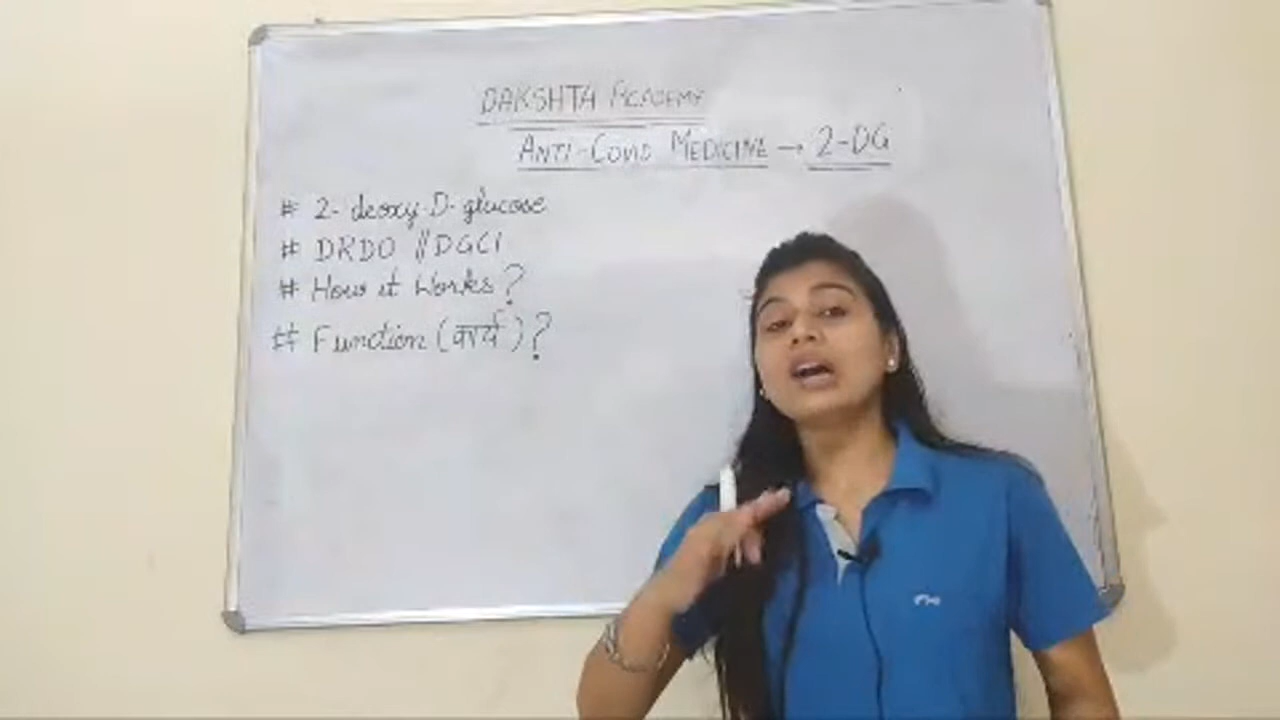 DAKSHTA ACADEMY
ANTI-COVID MEDICINE → 2-DG
# 2-deoxy-D-glucose
# DRDO // DGCI
# How it Works?
# Function (कार्य)?